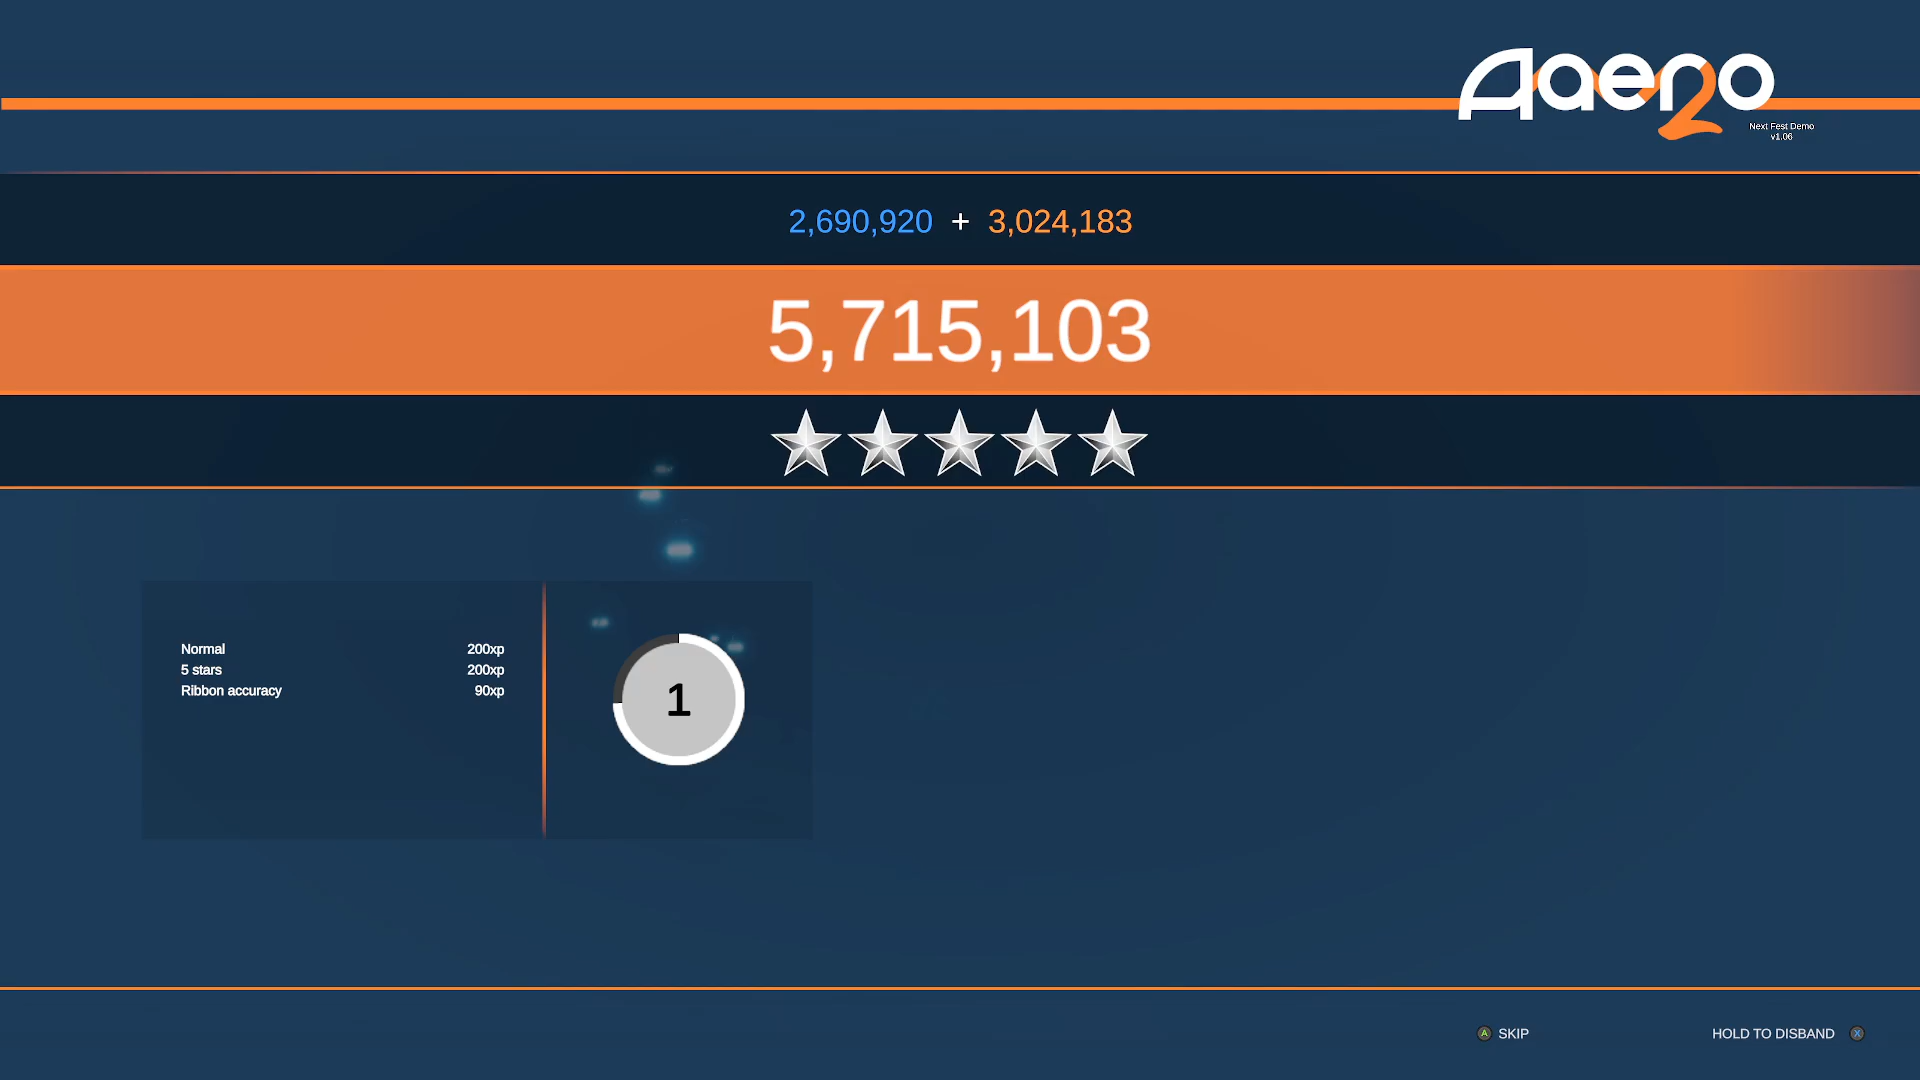 Aaero2
Next Fest Demo
v1.06
2,690,920 + 3,024,183
5,715,103
Normal 200xp
5 stars 200xp
Ribbon accuracy 90xp
1
A SKIP
HOLD TO DISBAND X